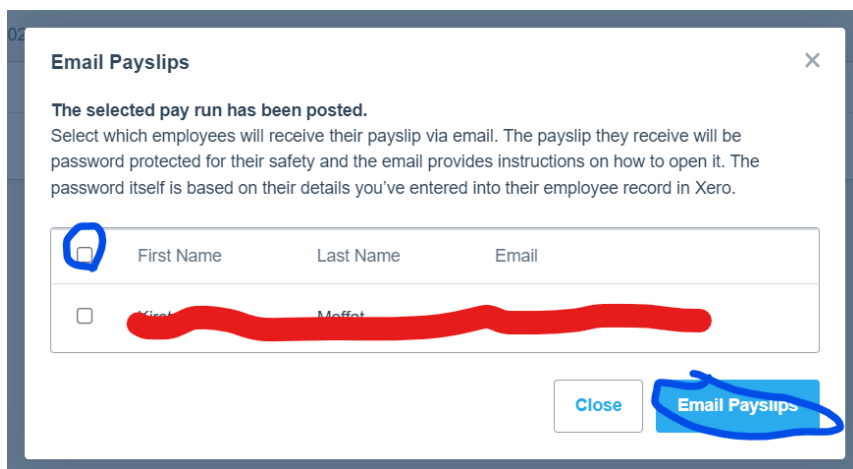 02
Email Payslips
The selected pay run has been posted.
Select which employees will receive their payslip via email. The payslip they receive will be
password protected for their safety and the email provides instructions on how to open it. The
password itself is based on their details you've entered into their employee record in Xero.
First Name Last Name Email
Close Email Payslips